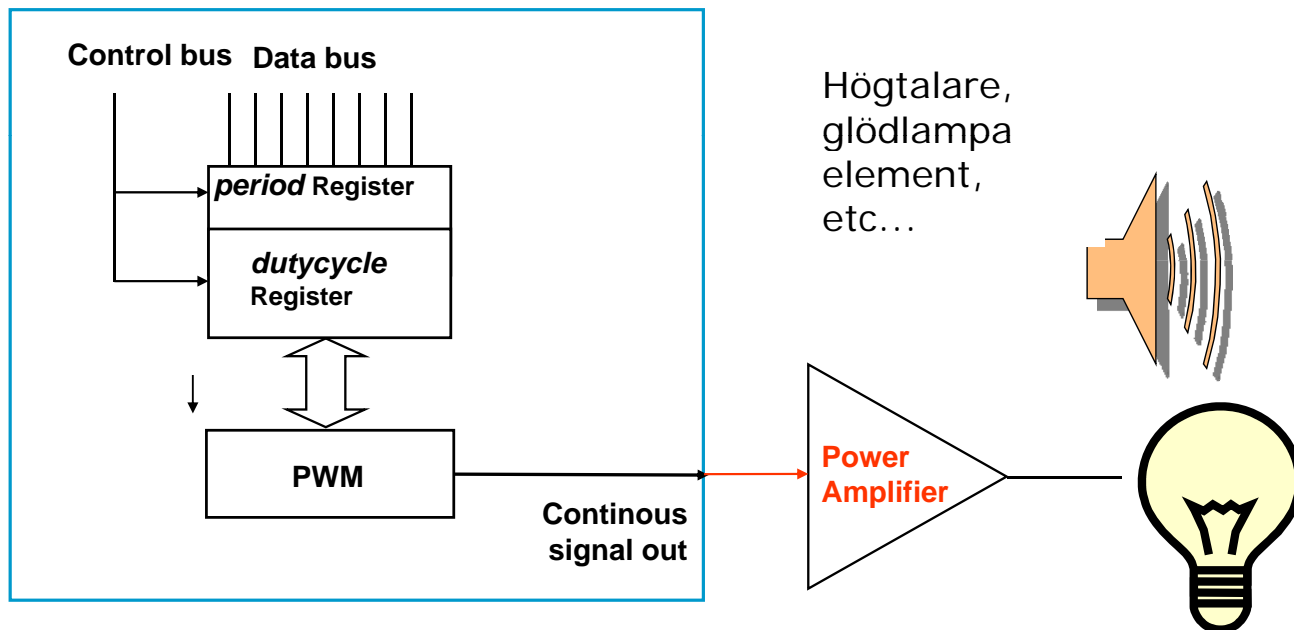 Control bus
Data bus
period Register
dutycycle
Register
PWM
Continous
signal out
Högtalare,
glödlampa
element,
etc...
Power
Amplifier